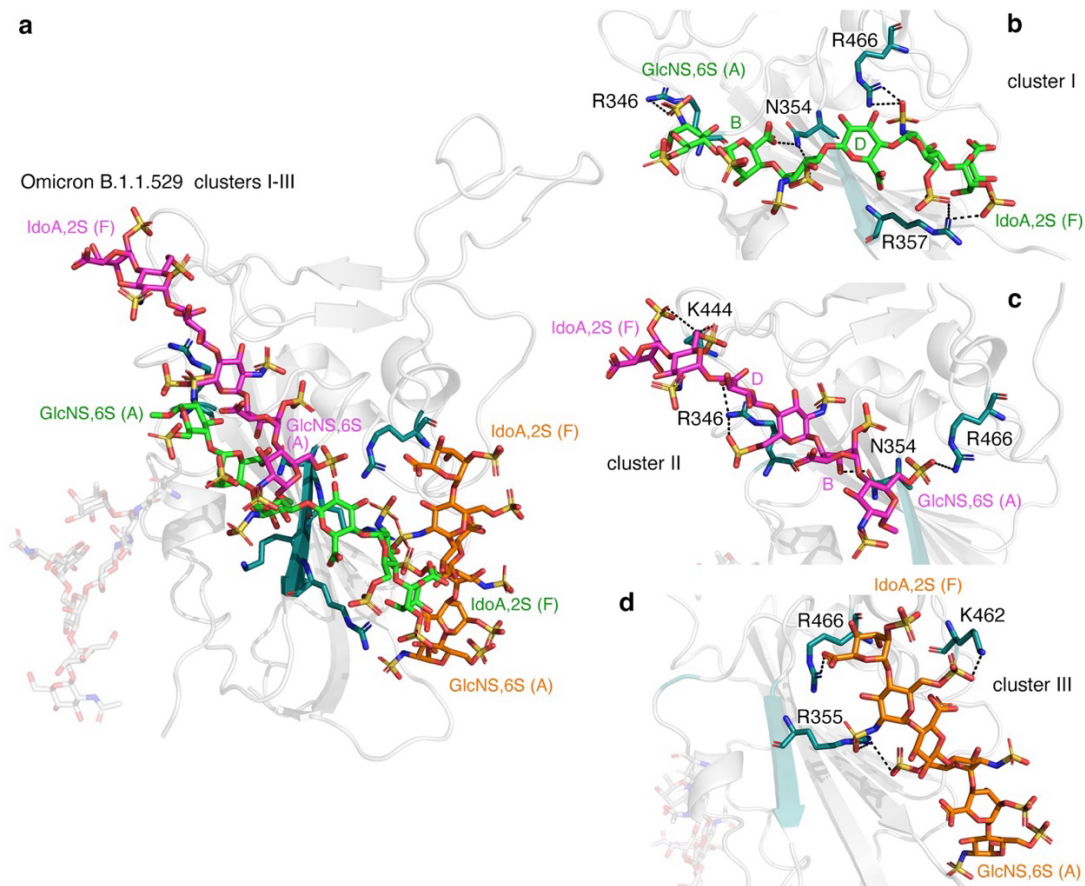 a
Omicron B.1.1.529 clusters I-III
IdoA,2S (F)
GlcNS,6S (A)
GlcNS,6S
(A)
IdoA,2S (F)
IdoA,2S (F)
GlcNS,6S (A)
b
R466
cluster I
GlcNS,6S (A)
R346
B
N354
D
R357
IdoA,2S (F)
c
K444
IdoA,2S (F)
D
R346
N354
R466
cluster II
B
GlcNS,6S (A)
d
IdoA,2S (F)
R466
K462
cluster III
R355
GlcNS,6S (A)